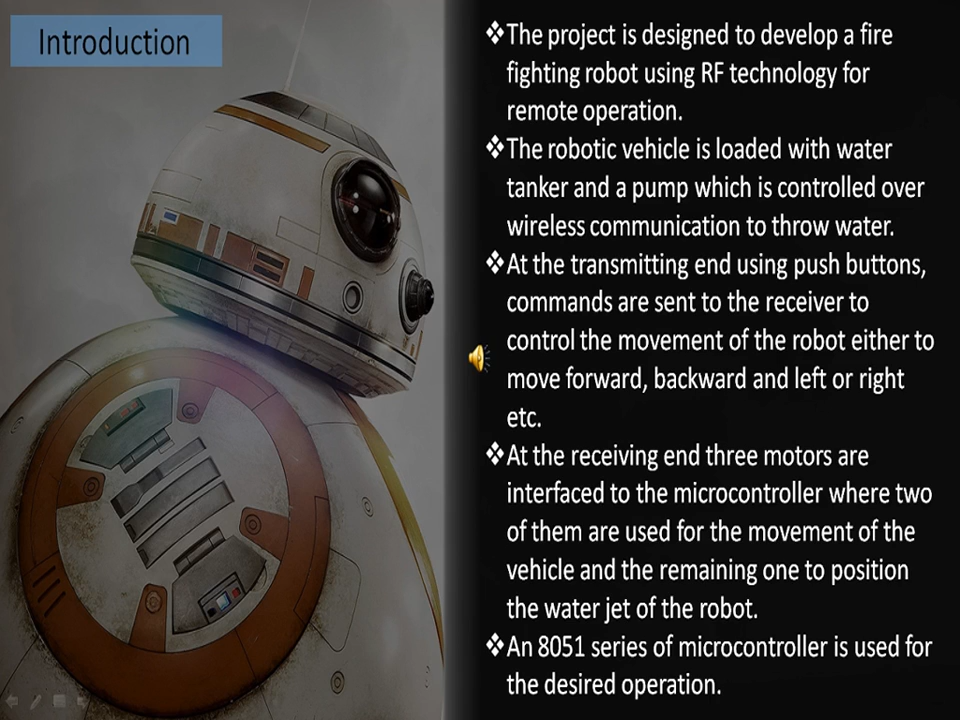 Introduction
❖The project is designed to develop a fire
fighting robot using RF technology for
remote operation.
❖The robotic vehicle is loaded with water
tanker and a pump which is controlled over
wireless communication to throw water.
❖At the transmitting end using push buttons,
commands are sent to the receiver to
control the movement of the robot either to
move forward, backward and left or right
etc.
❖At the receiving end three motors are
interfaced to the microcontroller where two
of them are used for the movement of the
vehicle and the remaining one to position
the water jet of the robot.
❖An 8051 series of microcontroller is used for
the desired operation.